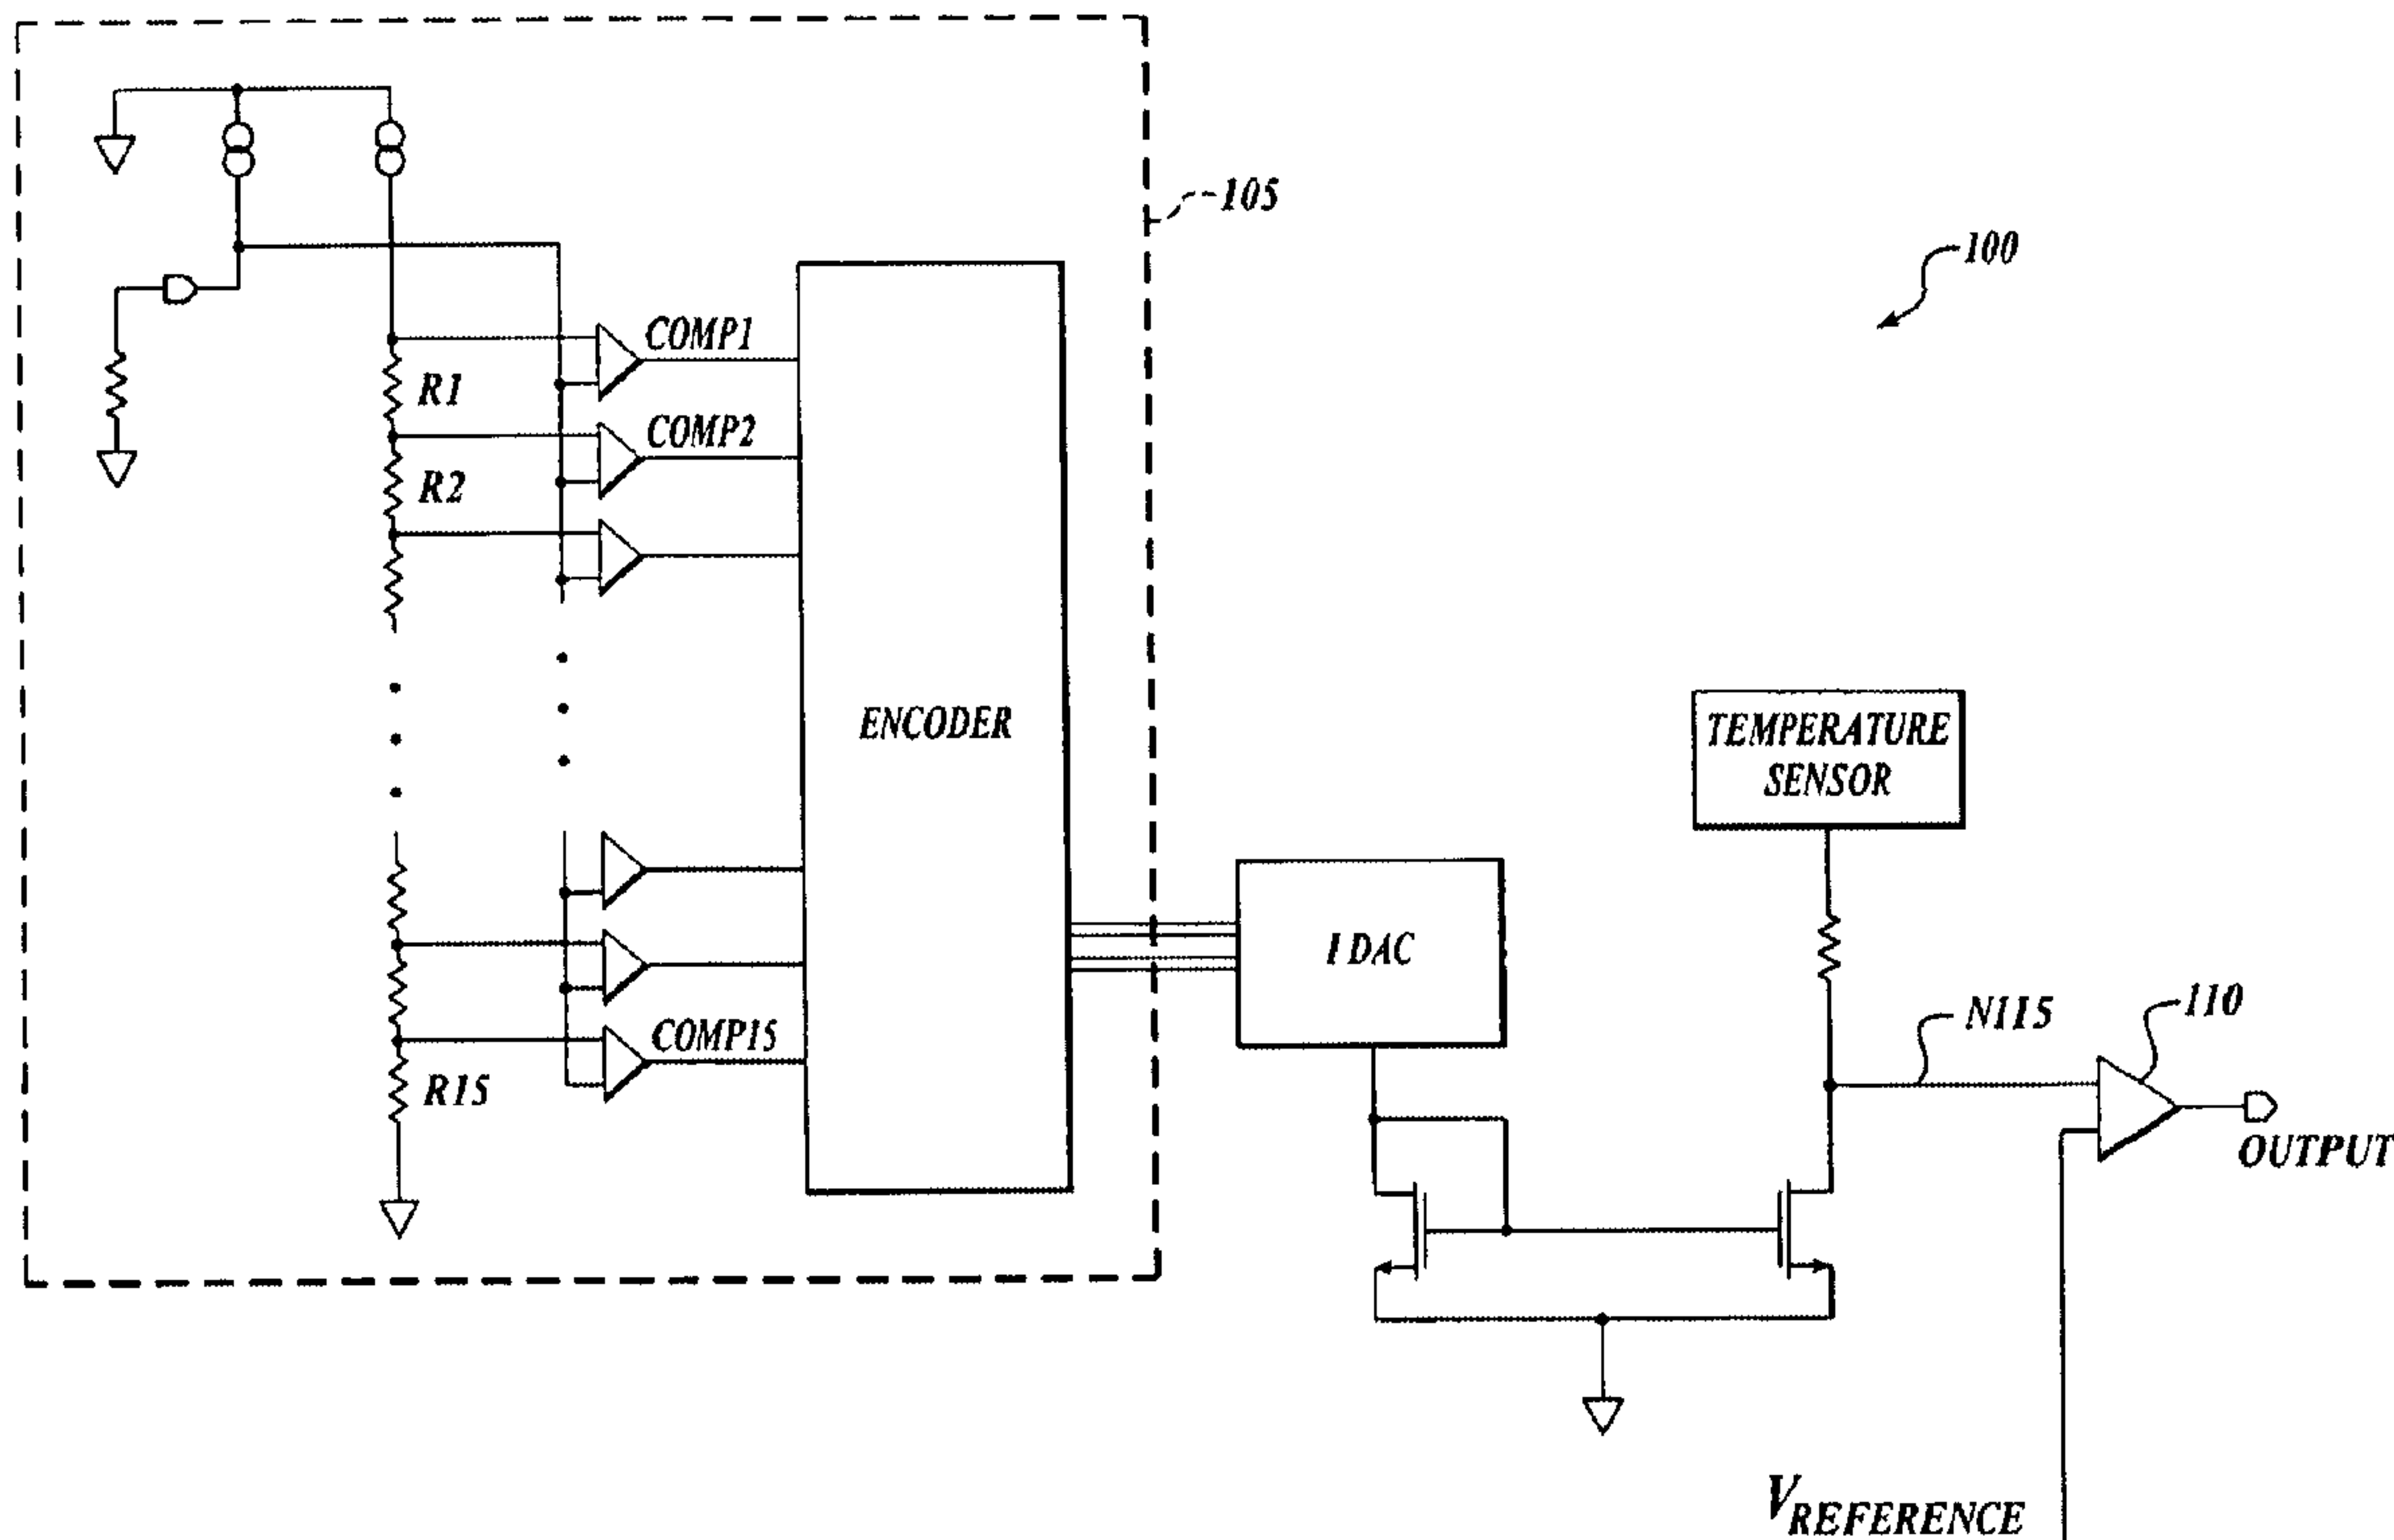 105
100
COMP1
R1
COMP2
R2
ENCODER
TEMPERATURE
SENSOR
I DAC
N115
110
COMP15
R15
OUTPUT
VREFERENCE